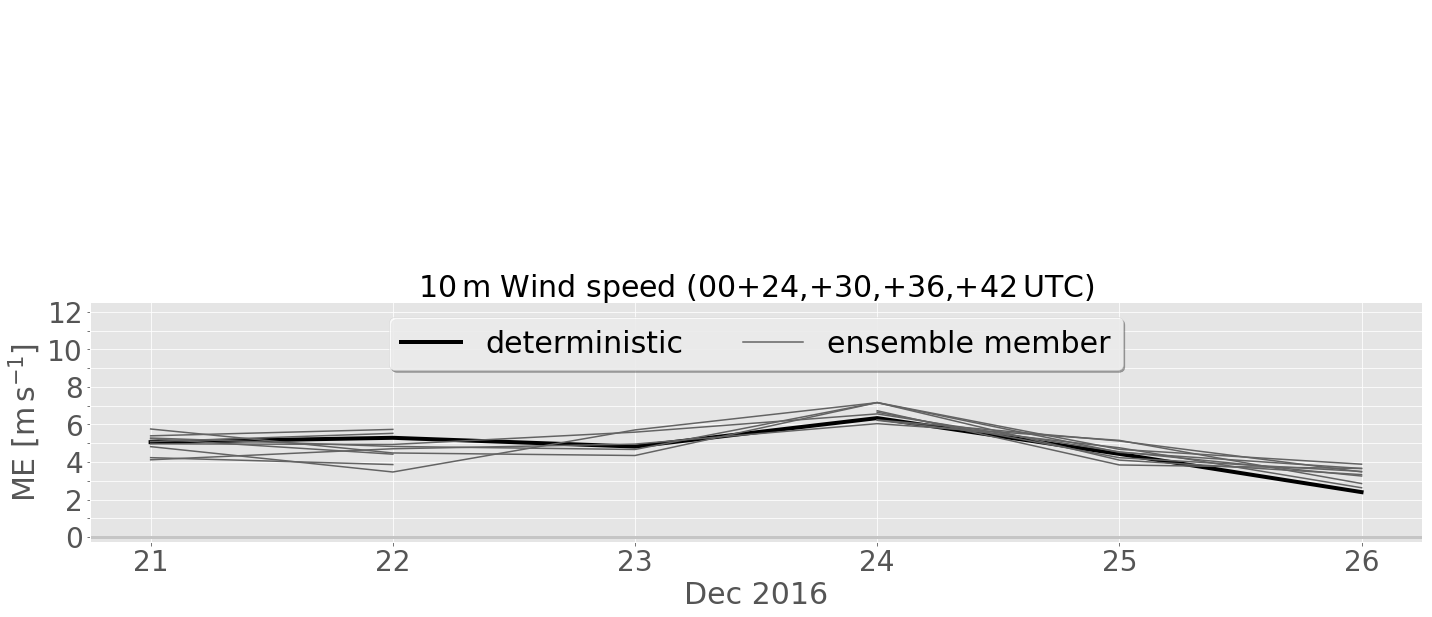 10 m Wind speed (00+24,+30,+36,+42 UTC)
deterministic ensemble member
ME [m s⁻¹]
12
10
8
6
4
2
0
21 22 23 24 25 26
Dec 2016